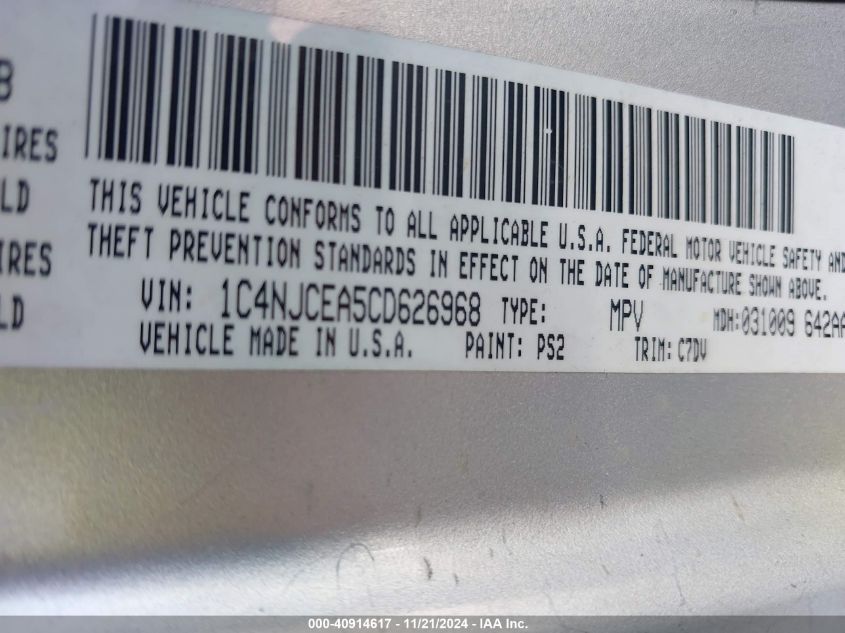 8
IRES
LD
IRES
LD
THIS VEHICLE CONFORMS TO ALL APPLICABLE U.S.A. FEDERAL MOTOR VEHICLE SAFETY AND
THEFT PREVENTION STANDARDS IN EFFECT ON THE DATE OF MANUFACTURE SHOWN ABOVE.
VIN: 1C4NJCEA5CD626968 TYPE: MPV MDH:031009 642AA
VEHICLE MADE IN U.S.A. PAINT: PS2 TRIM: C7DV
000-40914617 - 11/21/2024 - IAA Inc.